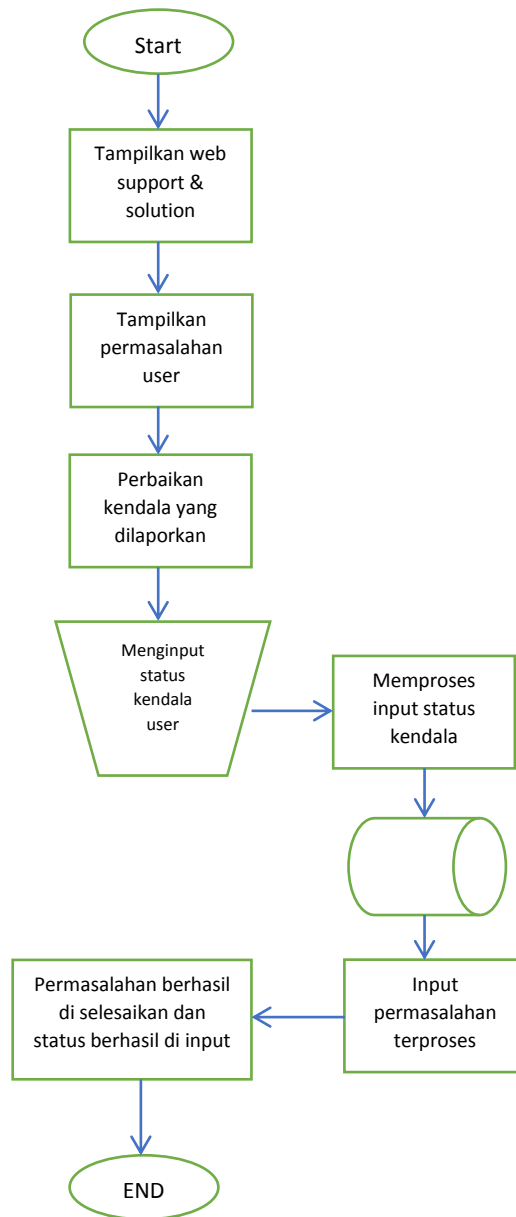 Start
Tampilkan web
support &
solution
Tampilkan
permasalahan
user
Perbaikan
kendala yang
dilaporkan
Menginput
status
kendala
user
Memproses
input status
kendala
Input
permasalahan
terproses
Permasalahan berhasil
di selesaikan dan
status berhasil di input
END